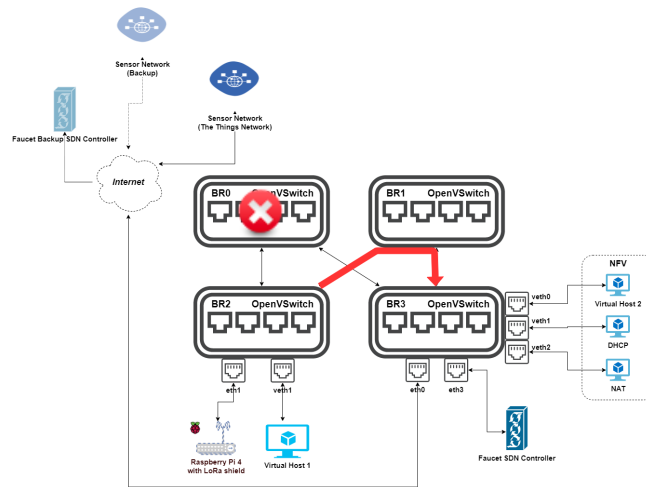 Sensor Network
(Backup)
Sensor Network
(The Things Network)
Faucet Backup SDN Controller
Internet
BR0 OpenVSwitch
BR1 OpenVSwitch
BR2 OpenVSwitch
BR3 OpenVSwitch
NFV
veth0
Virtual Host 2
veth1
DHCP
veth2
NAT
eth1
veth1
eth0
eth3
Raspberry Pi 4
with LoRa shield
Virtual Host 1
Faucet SDN Controller